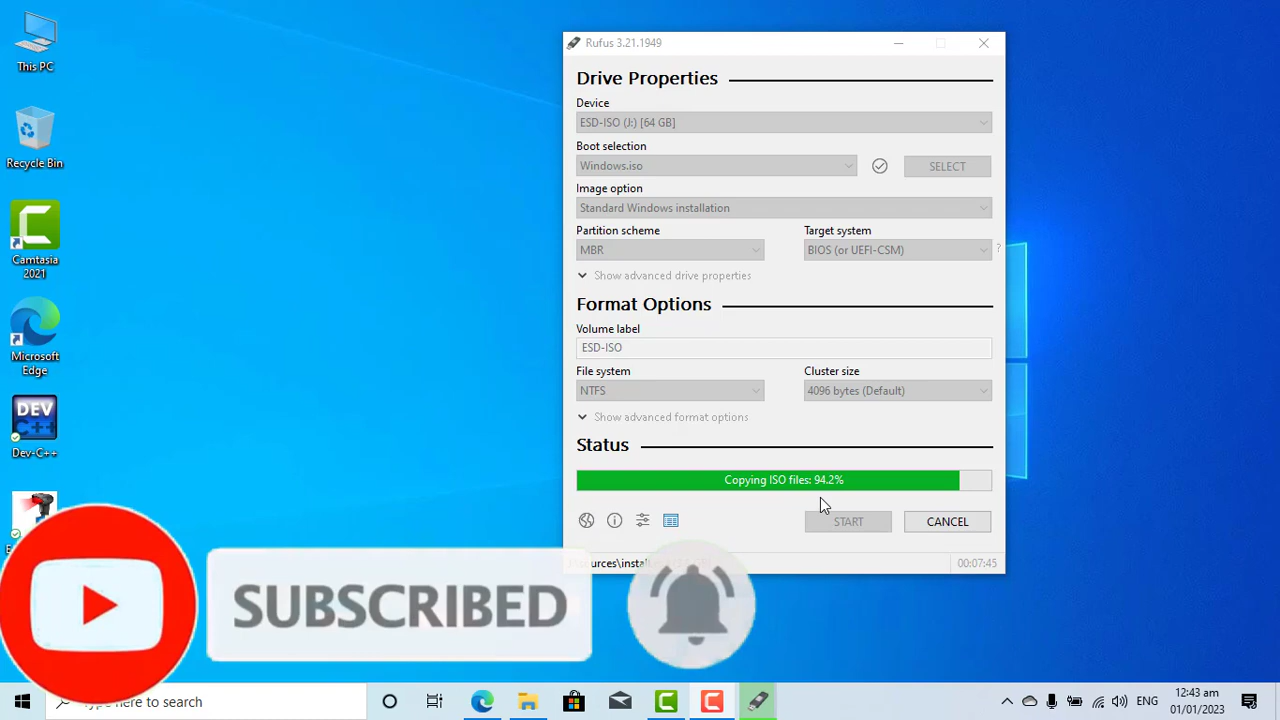 This PC
Recycle Bin
Camtasia
2021
Microsoft
Edge
DEV
C++
Dev-C++
Rufus 3.21.1949
Drive Properties
Device
ESD-ISO (J:) [64 GB]
Boot selection
Windows.iso
SELECT
Image option
Standard Windows installation
Partition scheme
Target system
MBR
BIOS (or UEFI-CSM)
?
Show advanced drive properties
Format Options
Volume label
ESD-ISO
File system
Cluster size
NTFS
4096 bytes (Default)
Show advanced format options
Status
Copying ISO files: 94.2%
START
CANCEL
00:07:45
SUBSCRIBED
to search
ENG
12:43 am
01/01/2023